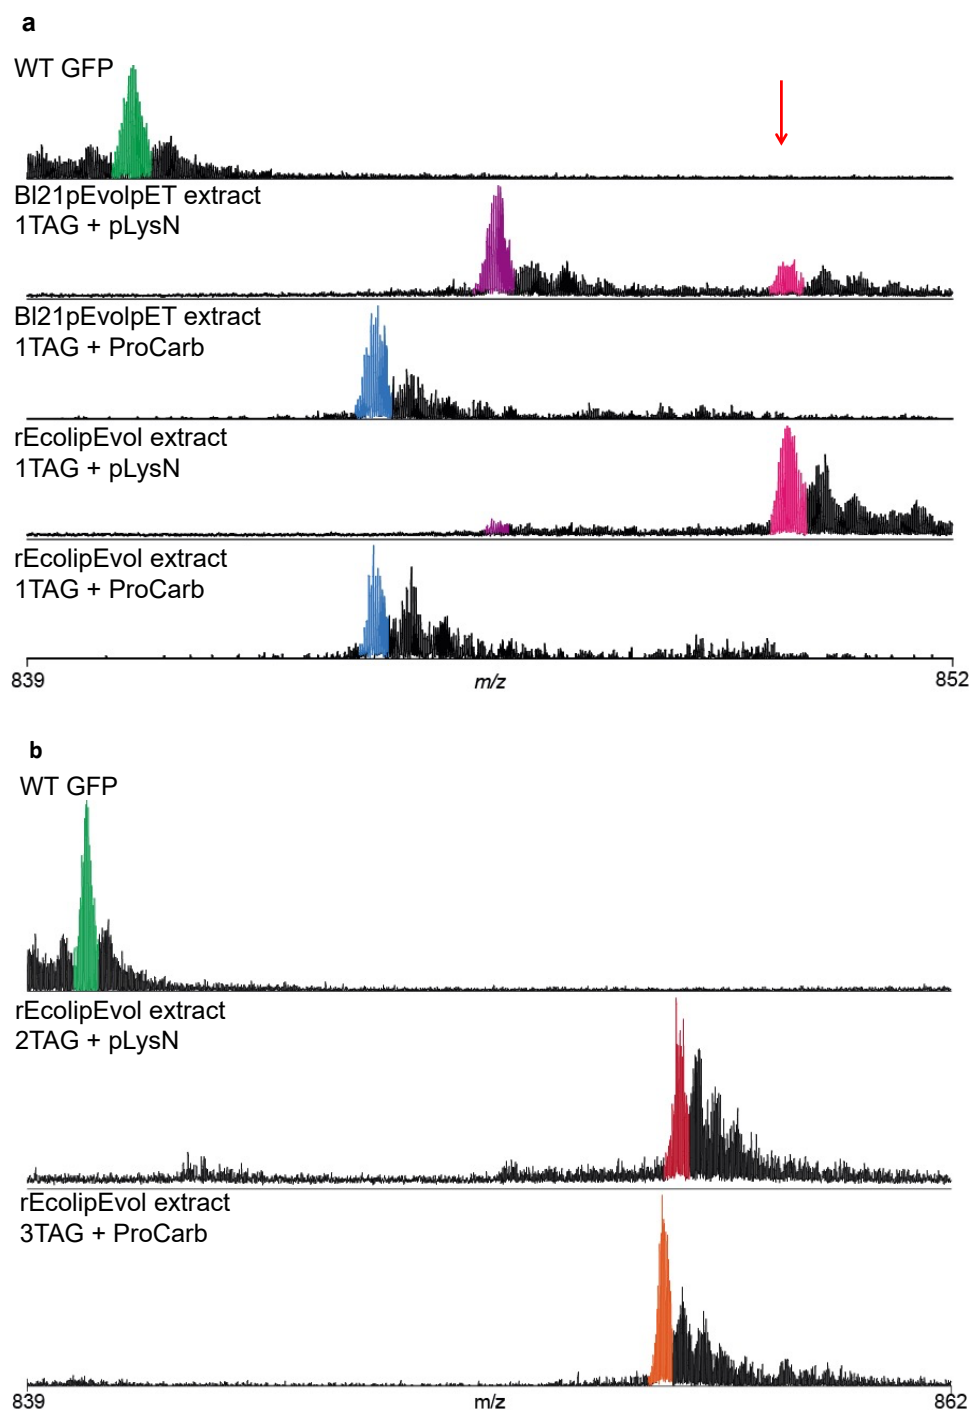 a
WT GFP
Bl21pEvolpET extract
1TAG + pLysN
Bl21pEvolpET extract
1TAG + ProCarb
rEcolipEvol extract
1TAG + pLysN
rEcolipEvol extract
1TAG + ProCarb
839 m/z 852
b
WT GFP
rEcolipEvol extract
2TAG + pLysN
rEcolipEvol extract
3TAG + ProCarb
839 m/z 862